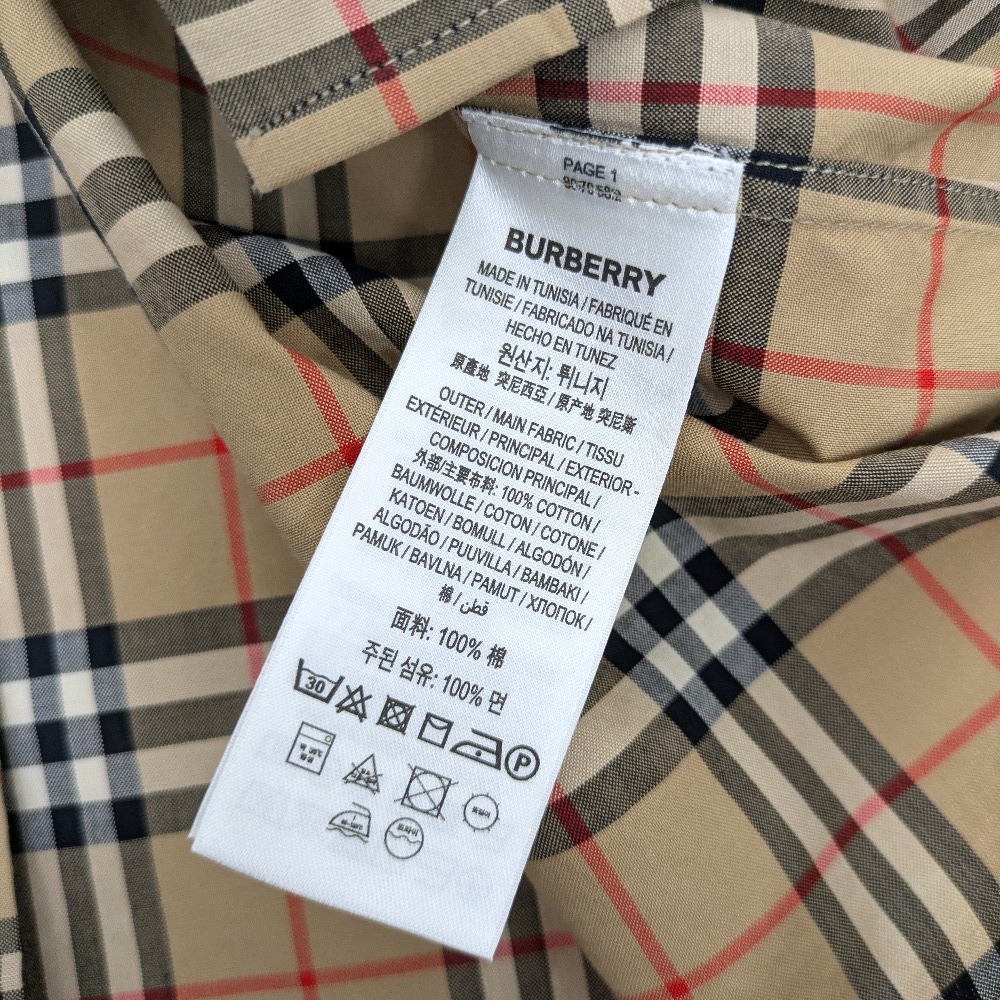 PAGE 1
BURBERRY
MADE IN TUNISIA / FABRIQUÉ EN
TUNISIE / FABRICADO NA TUNISIA /
HECHO EN TUNEZ
원산지: 튀니지
原產地 突尼西亞 / 原产地 突尼斯
OUTER / MAIN FABRIC / TISSU
EXTÉRIEUR / PRINCIPAL / EXTERIOR -
COMPOSICION PRINCIPAL /
外部/主要布料: 100% COTTON /
BAUMWOLLE / COTON / COTONE /
KATOEN / BOMULL / ALGODÓN /
ALGODÃO / PUUVILLA / BAMBAKI /
PAMUK / BAVLNA / PAMUT / ХЛОПОК /
棉 / قطن
面料: 100% 棉
주된 섬유: 100% 면
30
P